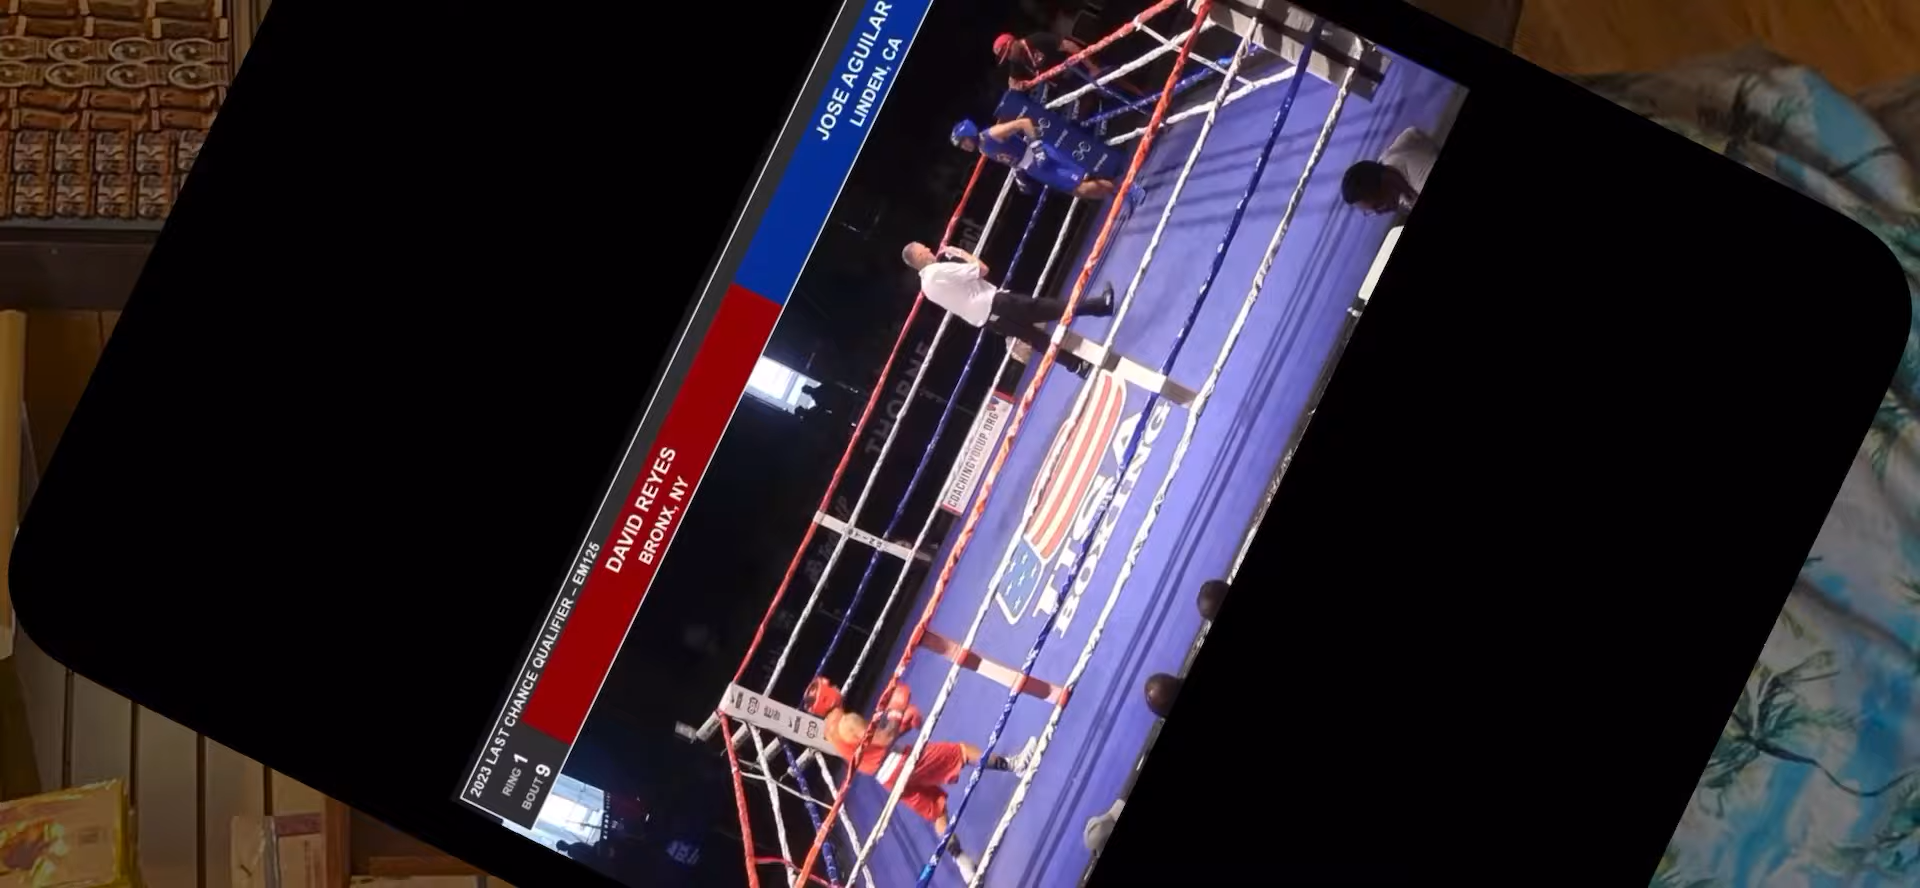 2023 LAST CHANCE QUALIFIER – EM125
RING 1
BOUT 9
DAVID REYES
BRONX, NY
JOSE AGUILAR
LINDEN, CA
THORNE
COACHINGYOUUP.ORG
USA
BOXING